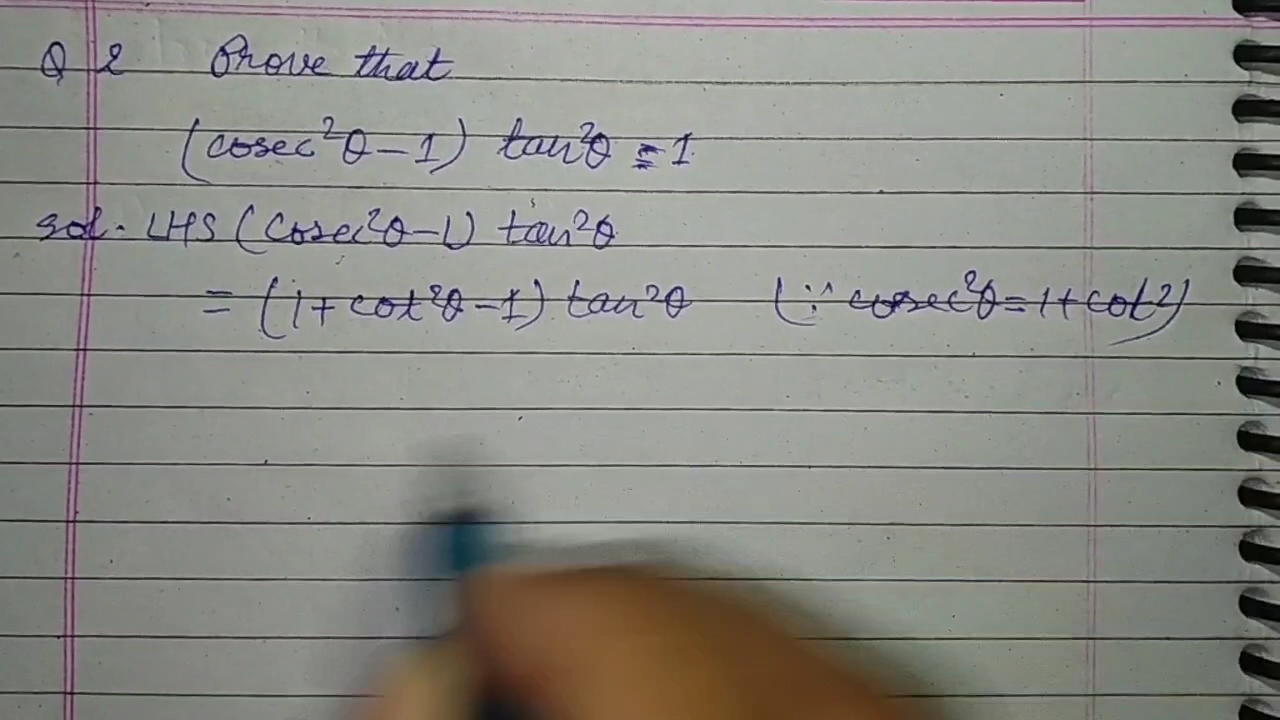 Q 2 Prove that
(cosec²θ-1) tan²θ = 1
sol. LHS (cosec²θ-1) tan²θ
= (1+cot²θ-1) tan²θ (∵ cosec²θ=1+cot²)